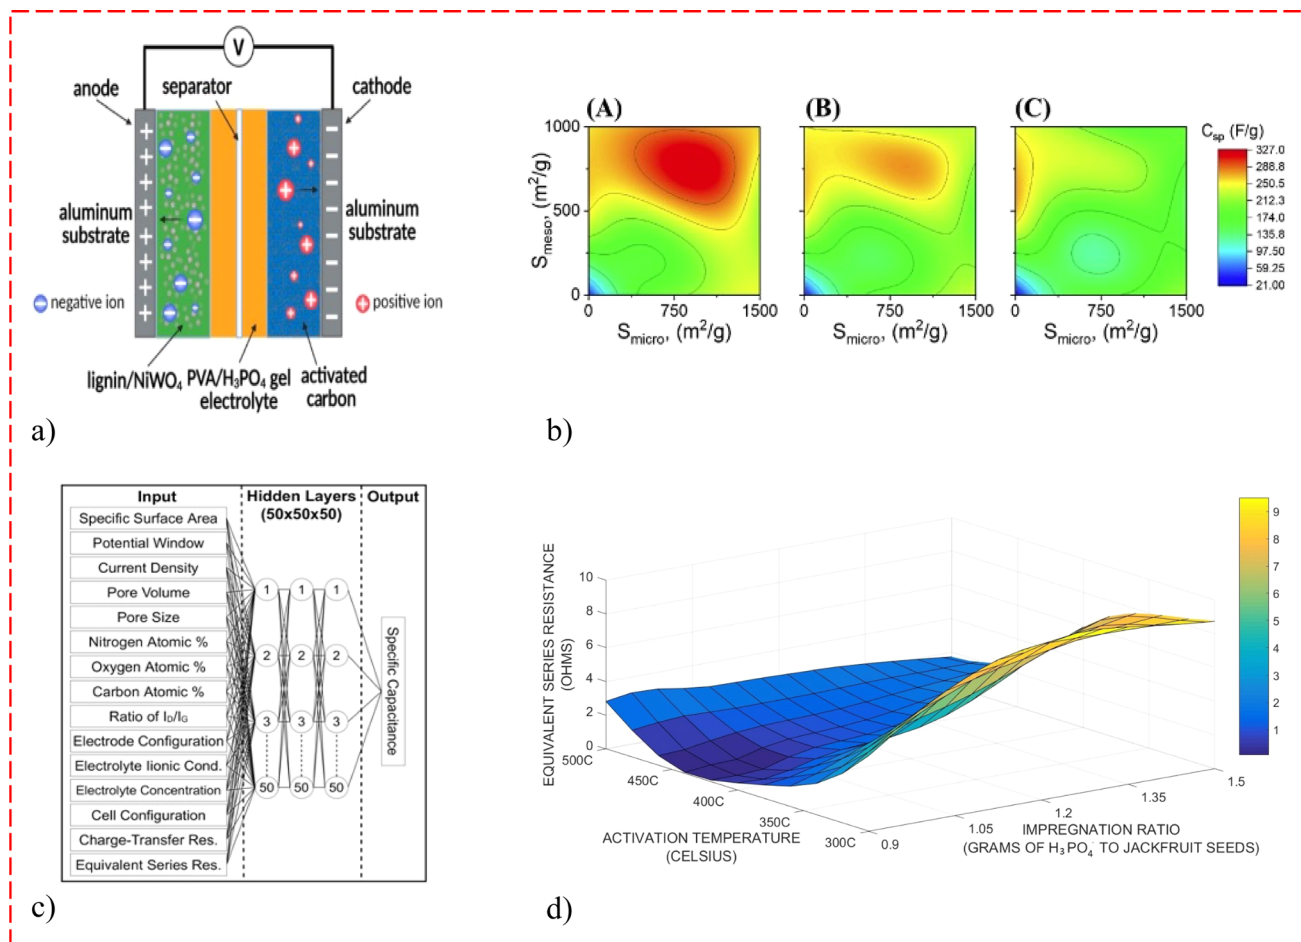 V
anode
separator
cathode
aluminum
substrate
aluminum
substrate
negative ion
positive ion
lignin/NiWO₄
PVA/H₃PO₄ gel
electrolyte
activated
carbon
a)
(A)
(B)
(C)
1000
500
0
S_meso, (m²/g)
0 750 1500
0 750 1500
0 750 1500
S_micro, (m²/g)
S_micro, (m²/g)
S_micro, (m²/g)
C_sp (F/g)
327.0
288.8
250.5
212.3
174.0
135.8
97.50
59.25
21.00
b)
Input
Hidden Layers
(50x50x50)
Output
Specific Surface Area
Potential Window
Current Density
Pore Volume
Pore Size
Nitrogen Atomic %
Oxygen Atomic %
Carbon Atomic %
Ratio of I_D/I_G
Electrode Configuration
Electrolyte Iionic Cond.
Electrolyte Concentration
Cell Configuration
Charge-Transfer Res.
Equivalent Series Res.
1 1 1
2 2 2
3 3 3
50 50 50
Specific Capacitance
c)
EQUIVALENT SERIES RESISTANCE
(OHMS)
10
8
6
4
2
0
500C
450C
400C
350C
300C
ACTIVATION TEMPERATURE
(CELSIUS)
0.9
1.05
1.2
1.35
1.5
IMPREGNATION RATIO
(GRAMS OF H₃PO₄ TO JACKFRUIT SEEDS)
9
8
7
6
5
4
3
2
1
d)